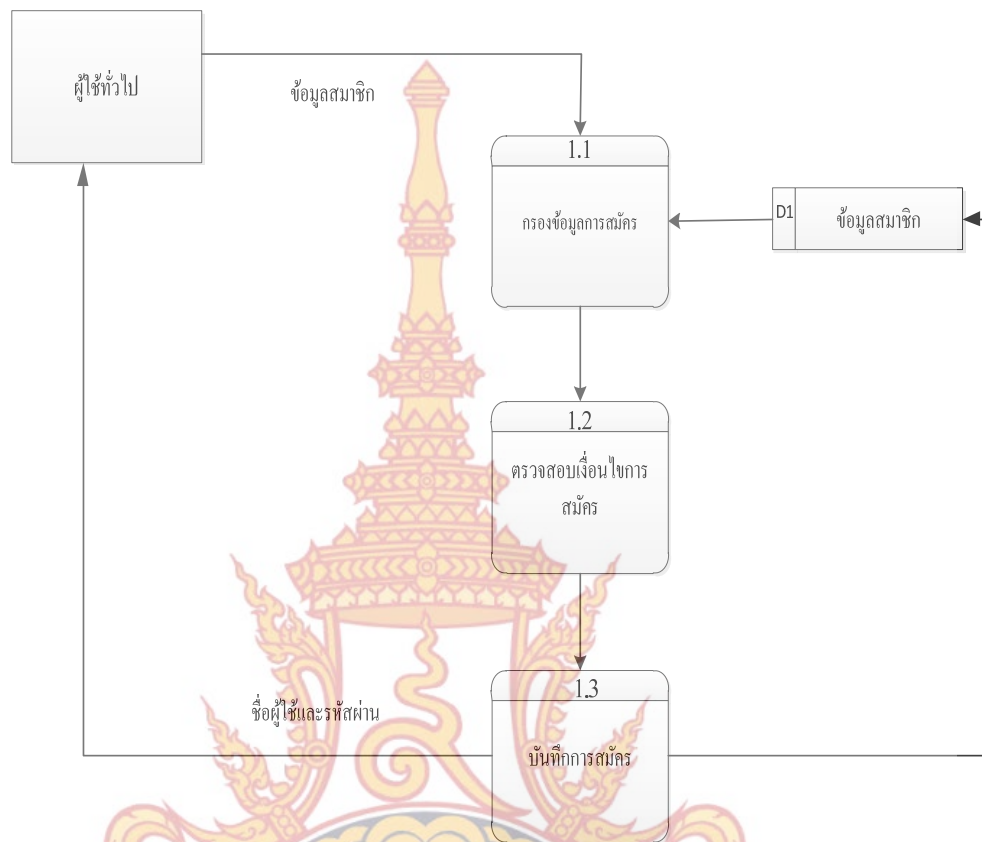 ผู้ใช้ทั่วไป
ข้อมูลสมาชิก
1.1
กรองข้อมูลการสมัคร
D1
ข้อมูลสมาชิก
1.2
ตรวจสอบเงื่อนไขการ
สมัคร
1.3
ชื่อผู้ใช้และรหัสผ่าน
บันทึกการสมัคร